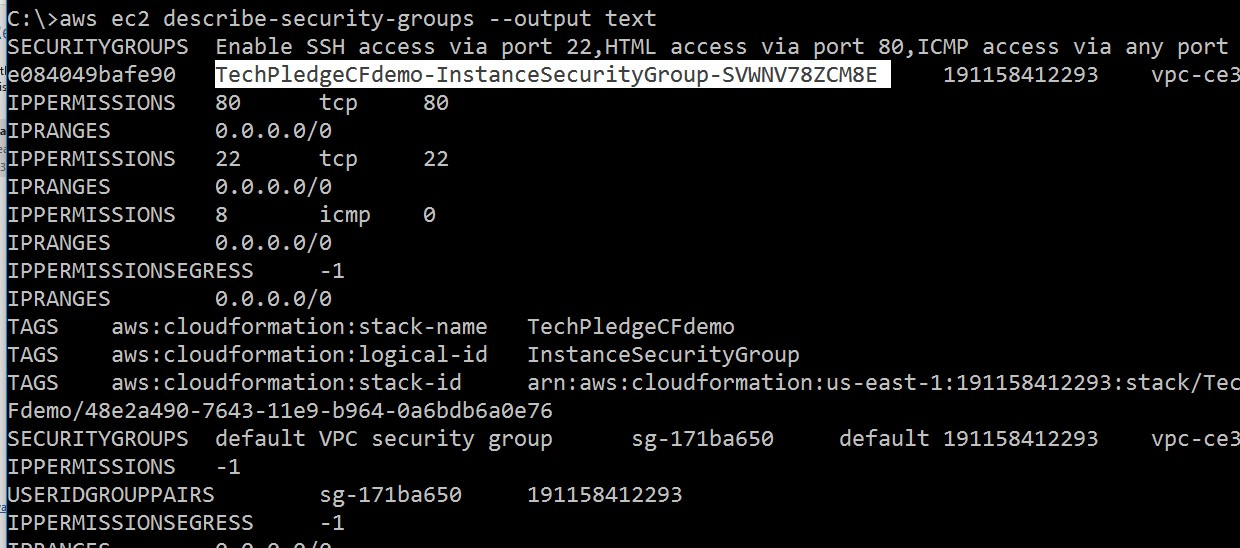 C:\>aws ec2 describe-security-groups --output text
SECURITYGROUPS Enable SSH access via port 22,HTML access via port 80,ICMP access via any port
e084049bafe90 TechPledgeCFdemo-InstanceSecurityGroup-SVWNV78ZCM8E 191158412293 vpc-ce3
IPPERMISSIONS 80 tcp 80
IPRANGES 0.0.0.0/0
IPPERMISSIONS 22 tcp 22
IPRANGES 0.0.0.0/0
IPPERMISSIONS 8 icmp 0
IPRANGES 0.0.0.0/0
IPPERMISSIONSEGRESS -1
IPRANGES 0.0.0.0/0
TAGS aws:cloudformation:stack-name TechPledgeCFdemo
TAGS aws:cloudformation:logical-id InstanceSecurityGroup
TAGS aws:cloudformation:stack-id arn:aws:cloudformation:us-east-1:191158412293:stack/Tec
Fdemo/48e2a490-7643-11e9-b964-0a6bdb6a0e76
SECURITYGROUPS default VPC security group sg-171ba650 default 191158412293 vpc-ce3
IPPERMISSIONS -1
USERIDGROUPPAIRS sg-171ba650 191158412293
IPPERMISSIONSEGRESS -1
IPRANGES 0.0.0.0/0